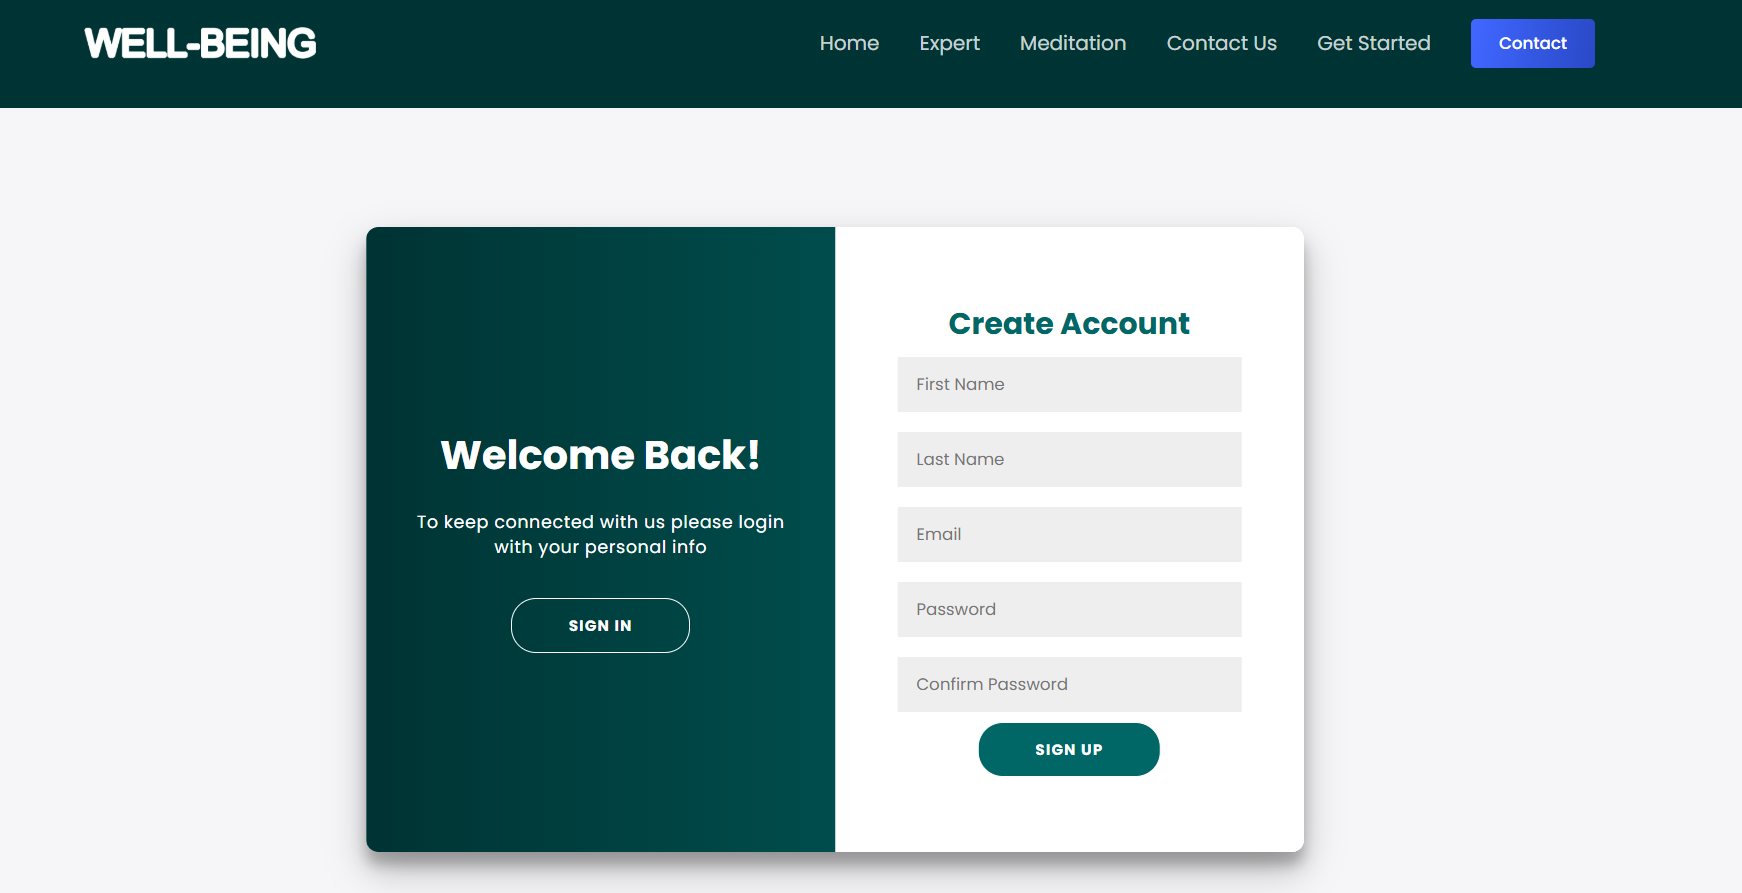 WELL-BEING
Home
Expert
Meditation
Contact Us
Get Started
Contact
Welcome Back!
To keep connected with us please login
with your personal info
SIGN IN
Create Account
First Name
Last Name
Email
Password
Confirm Password
SIGN UP